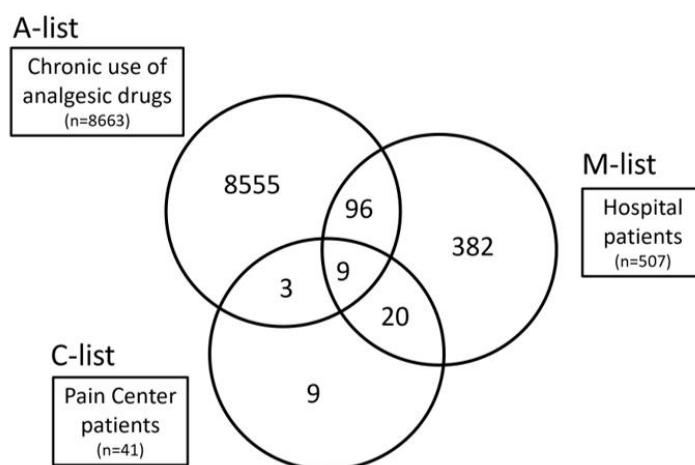 A-list
Chronic use of
analgesic drugs
(n=8663)
8555
96
M-list
Hospital
patients
(n=507)
382
3
9
20
C-list
Pain Center
patients
(n=41)
9